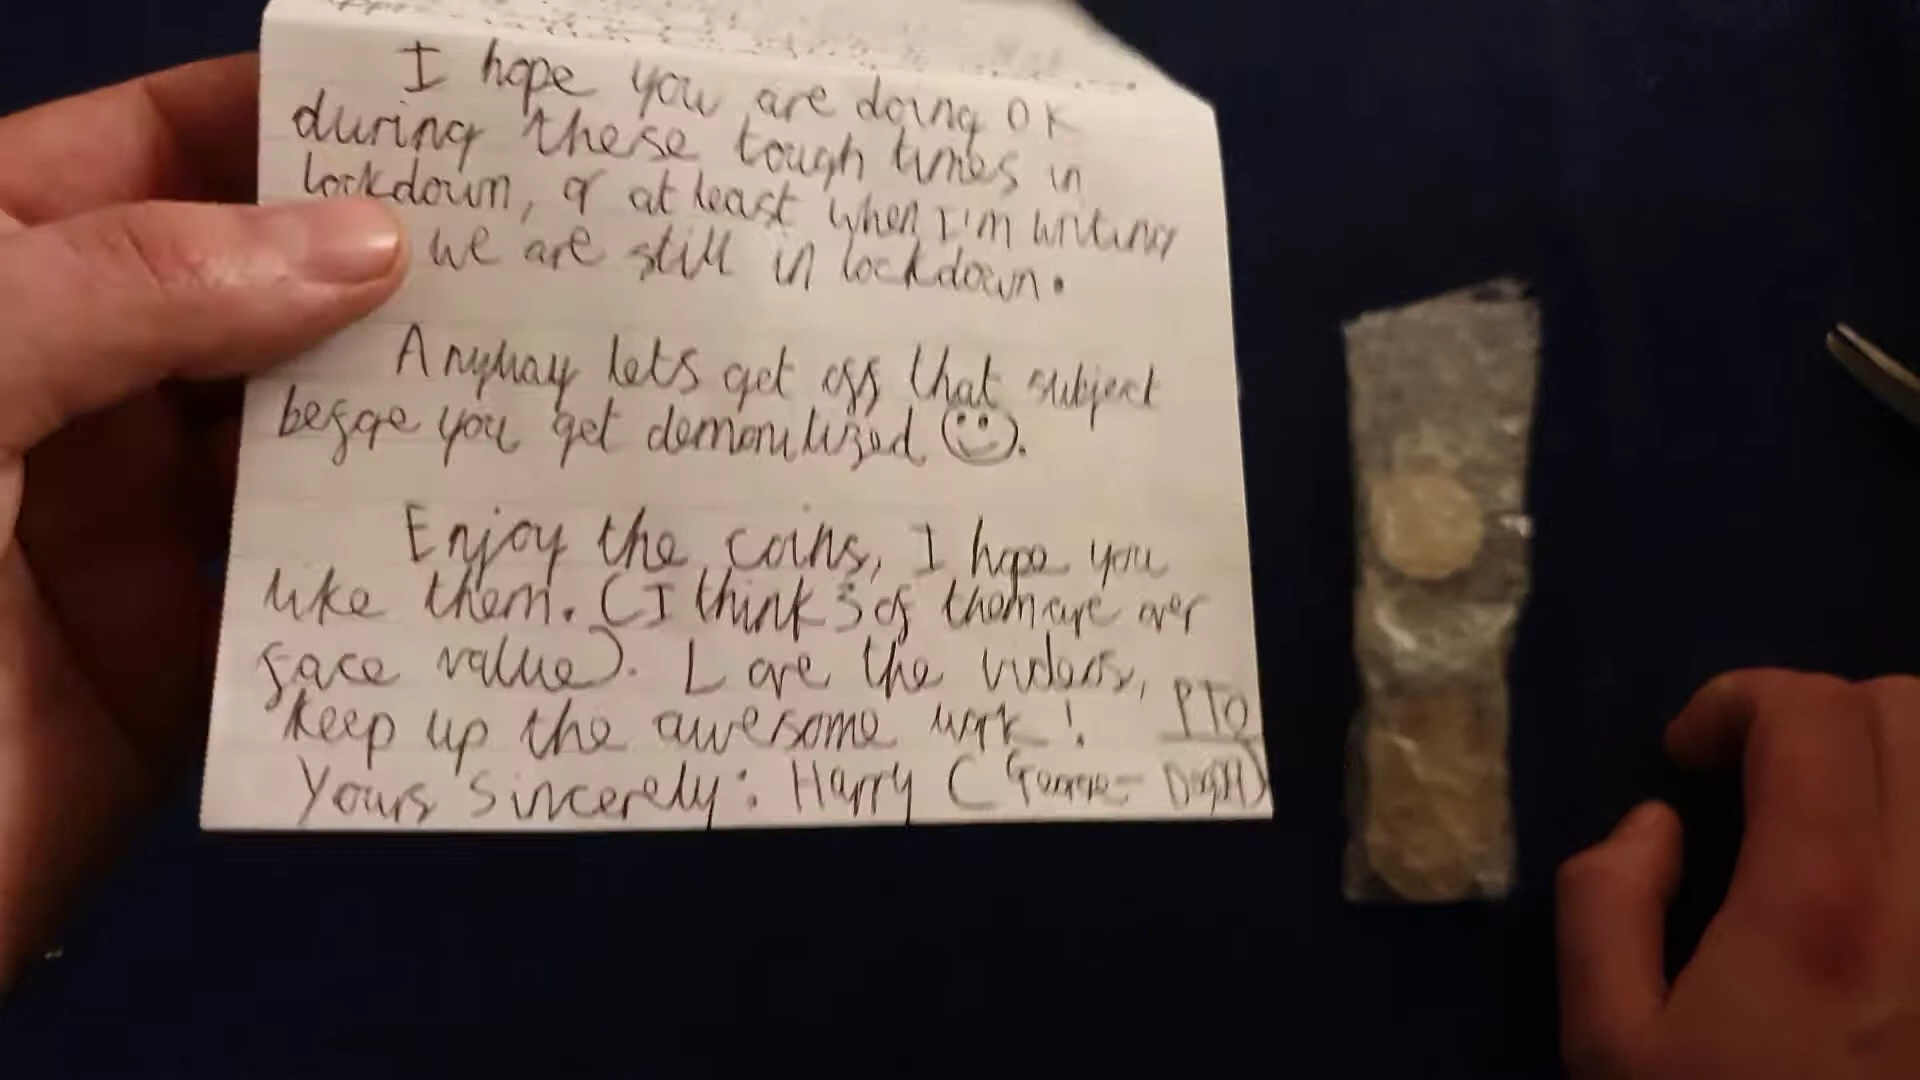 I hope you are doing OK
during these tough times in
lockdown, or at least when I'm writing
we are still in lockdown.
Anyway lets get off that subject
before you get demonitized
Enjoy the coins, I hope you
like them. (I think 3 of them are over
face value). Love the videos,
keep up the awesome work! PTO
Yours Sincerely: Harry (